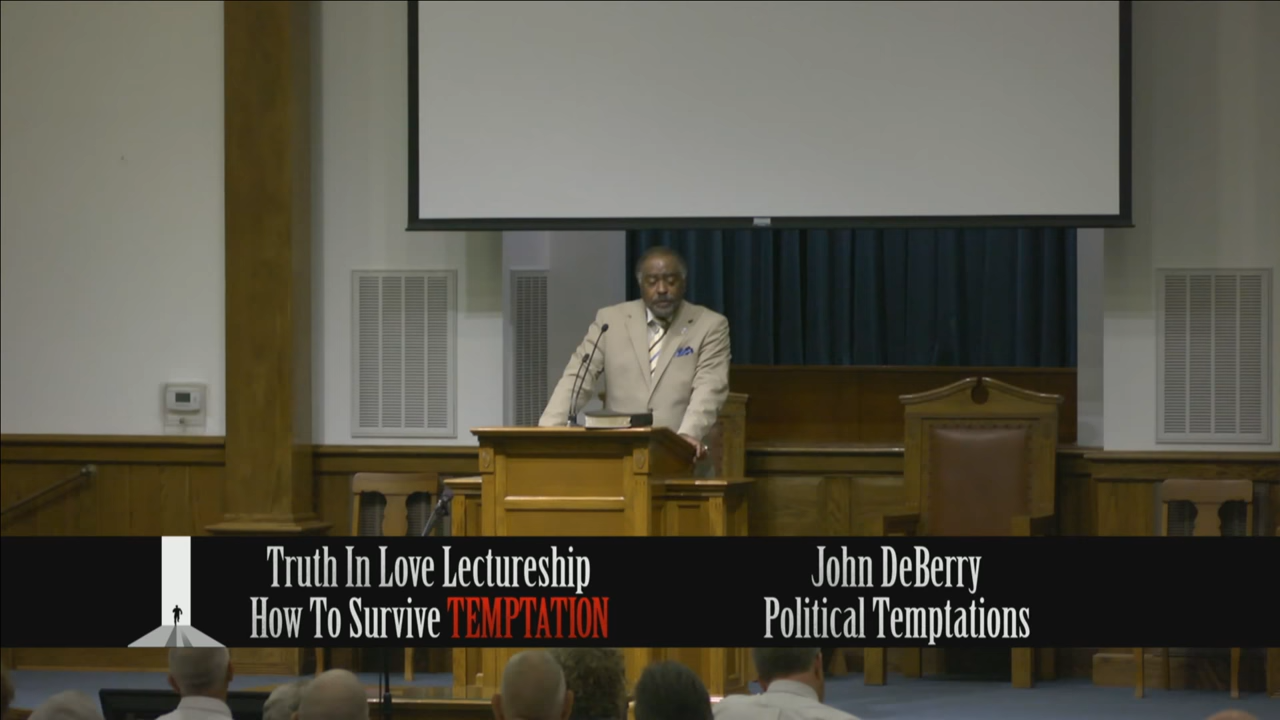 Truth In Love Lectureship
How To Survive TEMPTATION
John DeBerry
Political Temptations